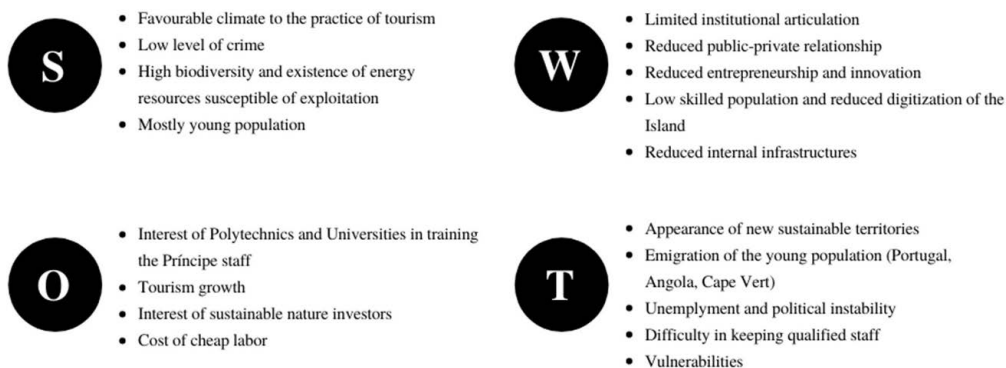 S
• Favourable climate to the practice of tourism
• Low level of crime
• High biodiversity and existence of energy
resources susceptible of exploitation
• Mostly young population
W
• Limited institutional articulation
• Reduced public-private relationship
• Reduced entrepreneurship and innovation
• Low skilled population and reduced digitization of the
Island
• Reduced internal infrastructures
O
• Interest of Polytechnics and Universities in training
the Príncipe staff
• Tourism growth
• Interest of sustainable nature investors
• Cost of cheap labor
T
• Appearance of new sustainable territories
• Emigration of the young population (Portugal,
Angola, Cape Vert)
• Unemplyment and political instability
• Difficulty in keeping qualified staff
• Vulnerabilities